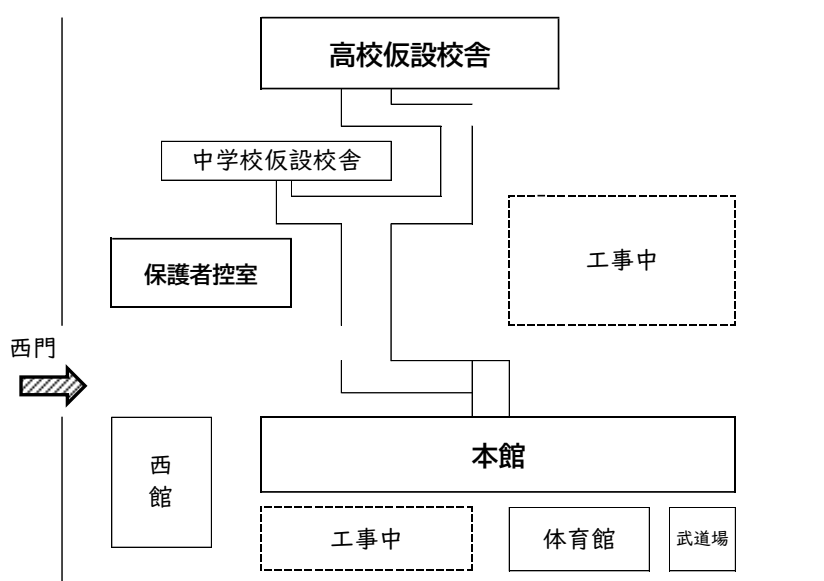 高校仮設校舎
中学校仮設校舎
工事中
保護者控室
西門
西
館
本館
工事中
体育館
武道場